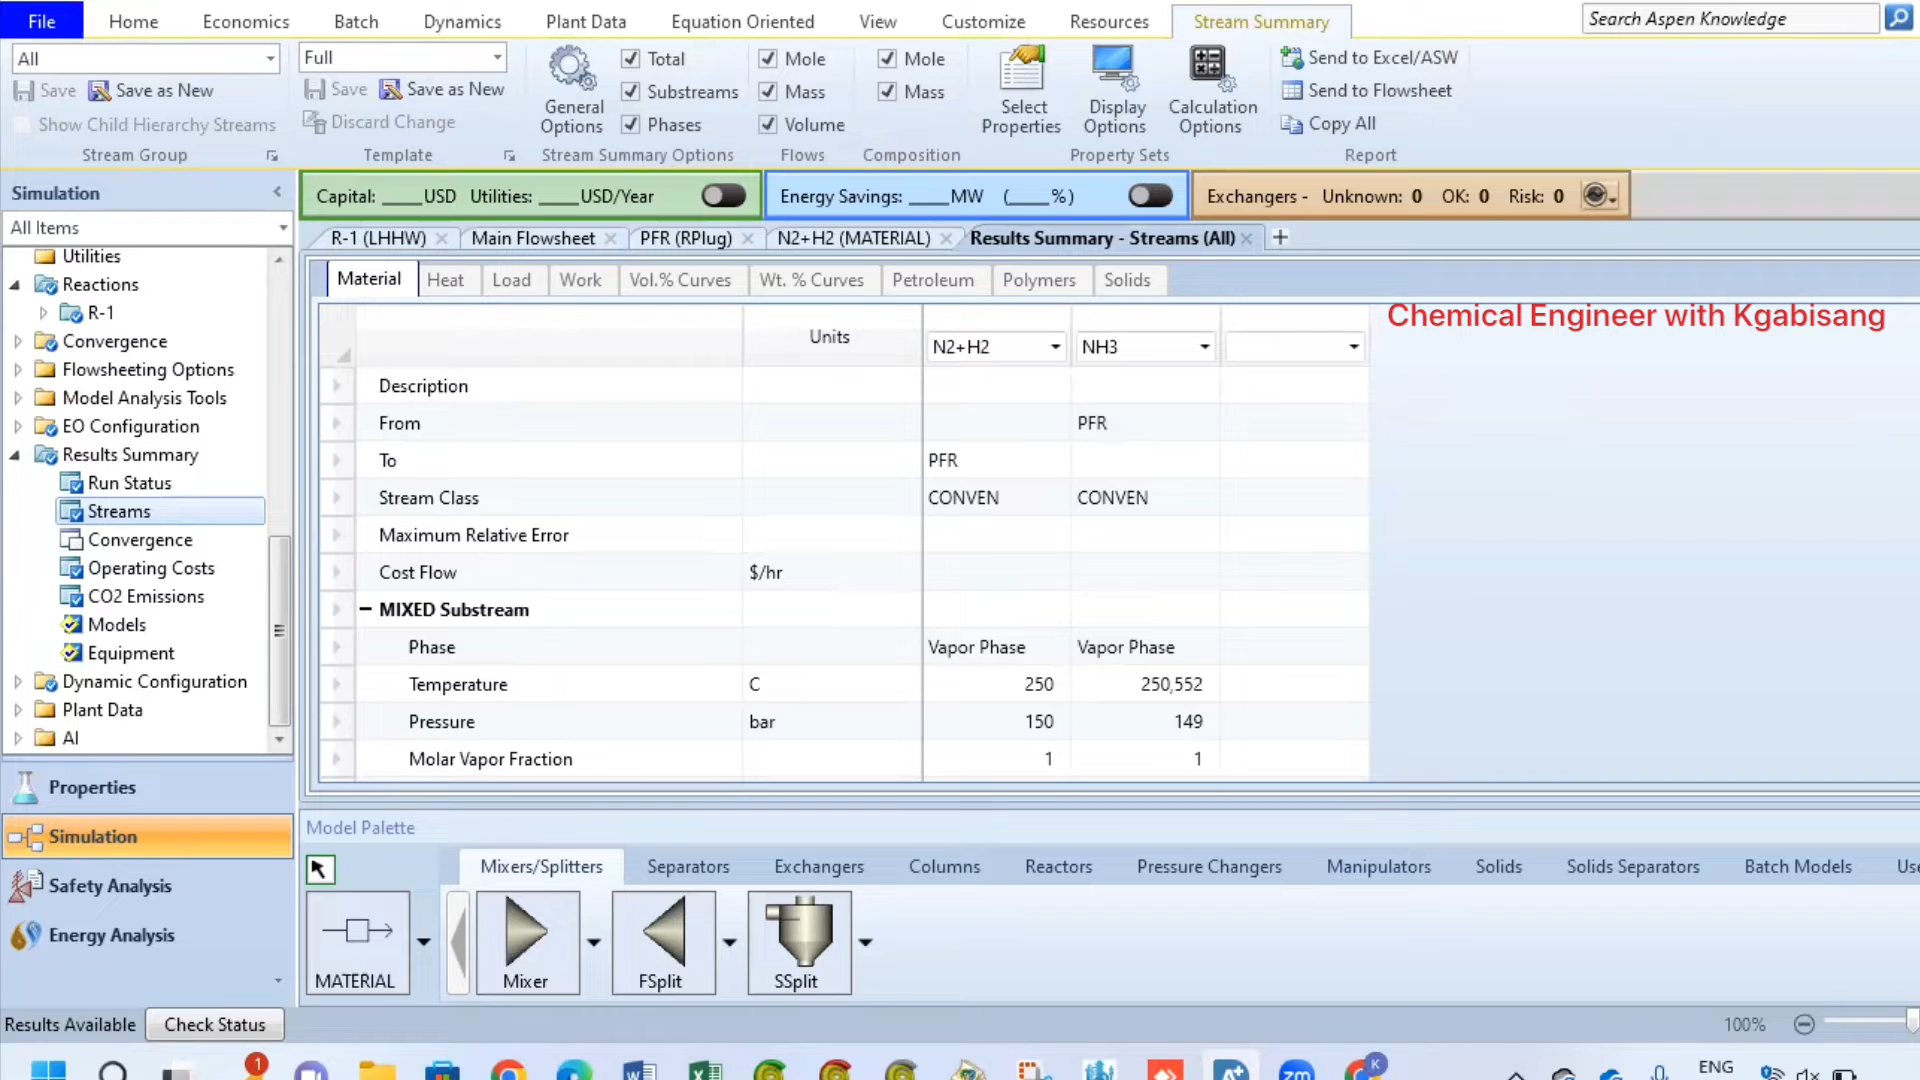 File Home Economics Batch Dynamics Plant Data Equation Oriented View Customize Resources Stream Summary Search Aspen Knowledge
All Full Total Mole Mole Send to Excel/ASW
Save Save as New Save Save as New Substreams Mass Mass Send to Flowsheet
Show Child Hierarchy Streams Discard Change General Options Phases Volume Select Properties Display Options Calculation Options Copy All
Stream Group Template Stream Summary Options Flows Composition Property Sets Report
Simulation
Capital: ____USD Utilities: ____USD/Year Energy Savings: ____MW (____%) Exchangers - Unknown: 0 OK: 0 Risk: 0
All Items
R-1 (LHHW) Main Flowsheet PFR (RPlug) N2+H2 (MATERIAL) Results Summary - Streams (All) +
Utilities
Reactions
R-1
Convergence
Flowsheeting Options
Model Analysis Tools
EO Configuration
Results Summary
Run Status
Streams
Convergence
Operating Costs
CO2 Emissions
Models
Equipment
Dynamic Configuration
Plant Data
AI
Properties
Simulation
Safety Analysis
Energy Analysis
Material Heat Load Work Vol.% Curves Wt. % Curves Petroleum Polymers Solids
Chemical Engineer with Kgabisang
Units N2+H2 NH3
Description
From PFR
To PFR
Stream Class CONVEN CONVEN
Maximum Relative Error
Cost Flow $/hr
MIXED Substream
Phase Vapor Phase Vapor Phase
Temperature C 250 250,552
Pressure bar 150 149
Molar Vapor Fraction 1 1
Model Palette
Mixers/Splitters Separators Exchangers Columns Reactors Pressure Changers Manipulators Solids Solids Separators Batch Models
MATERIAL Mixer FSplit SSplit
Results Available Check Status 100%
1 zm K ENG